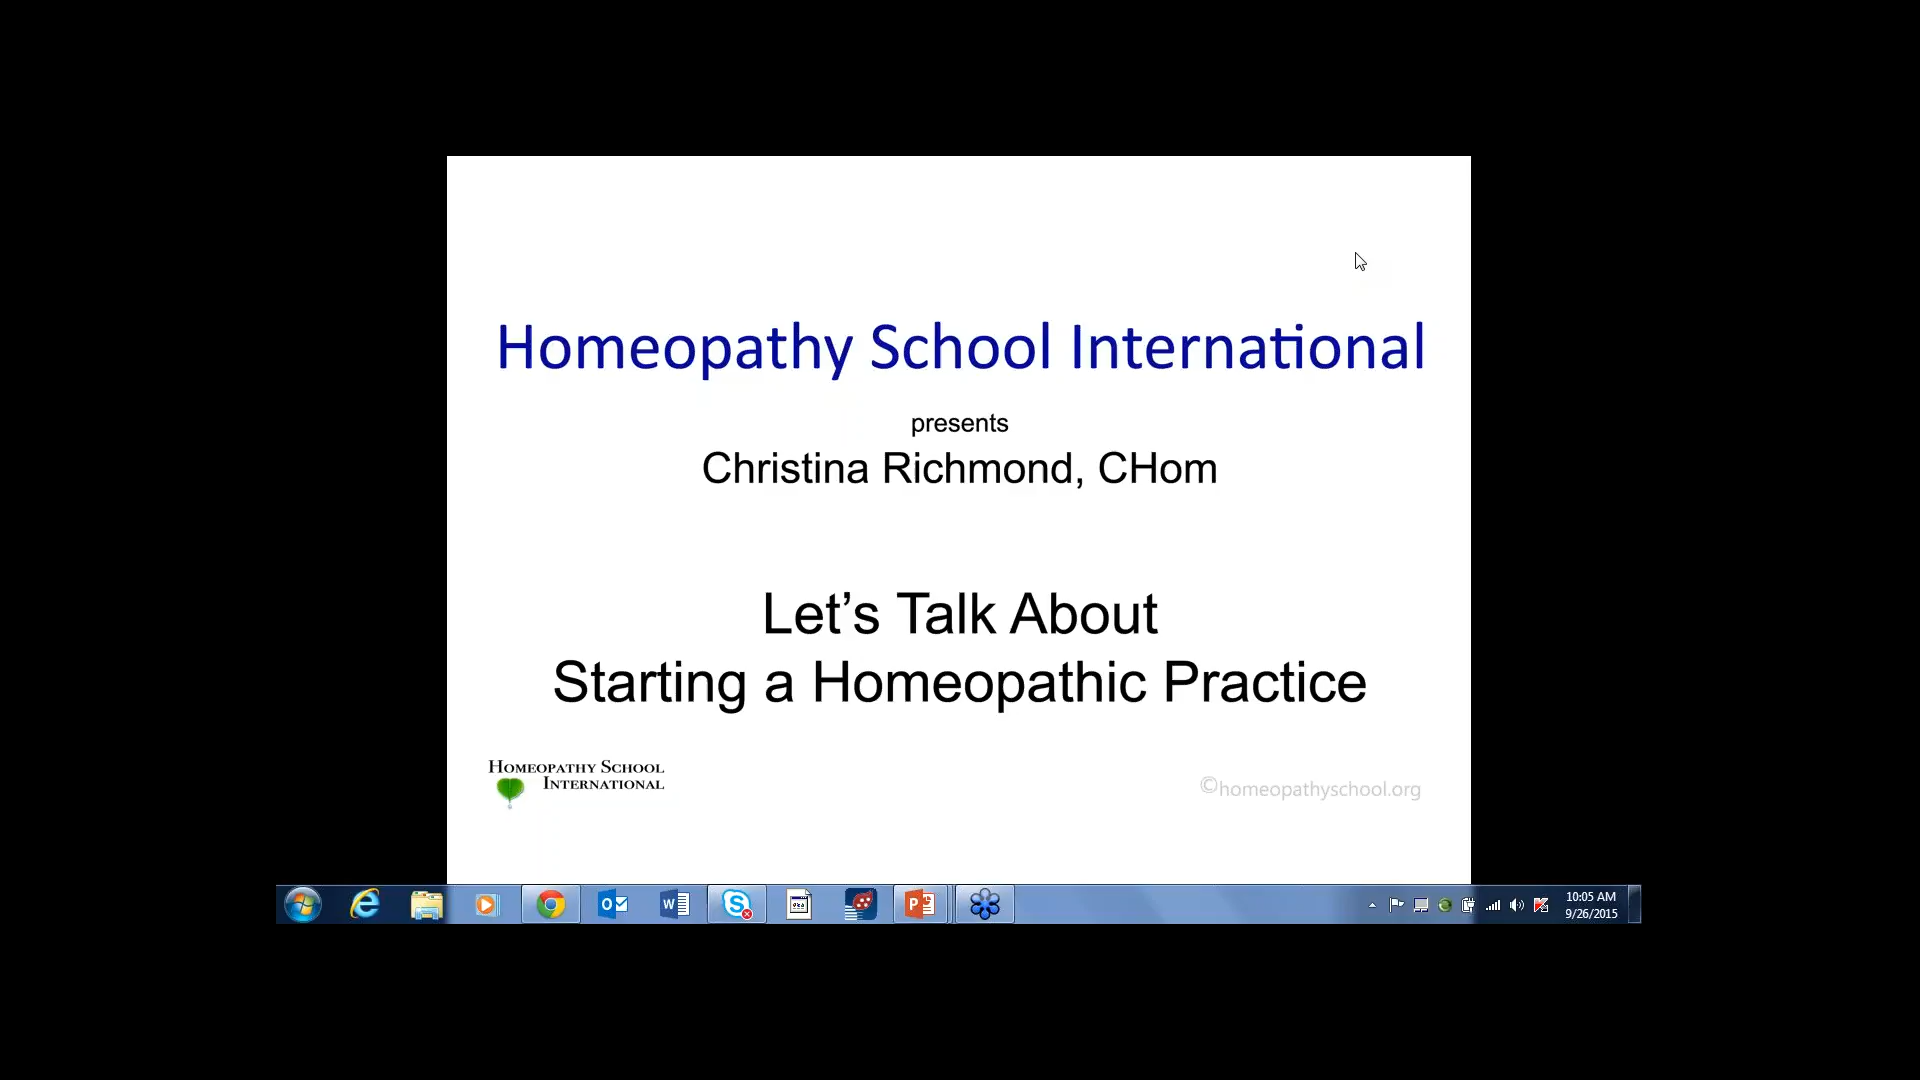 Homeopathy School International
presents
Christina Richmond, CHom
Let’s Talk About
Starting a Homeopathic Practice
Homeopathy School
International
©homeopathyschool.org
10:05 AM
9/26/2015